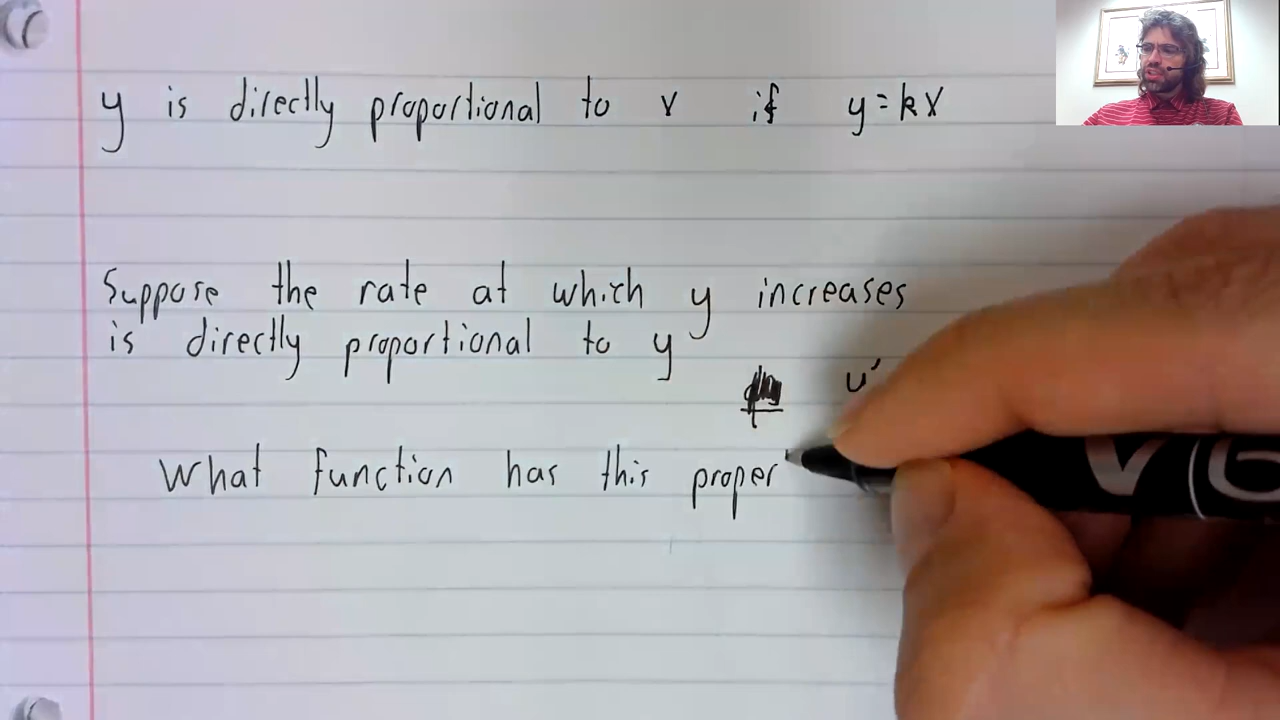 y is directly proportional to x if y = kx
Suppose the rate at which y increases
is directly proportional to y
y'
What function has this proper
V